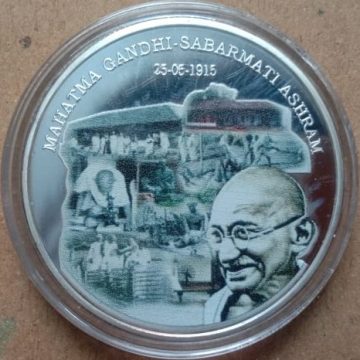 MAHATMA GANDHI-SABARMATI ASHRAM
25-05-1915